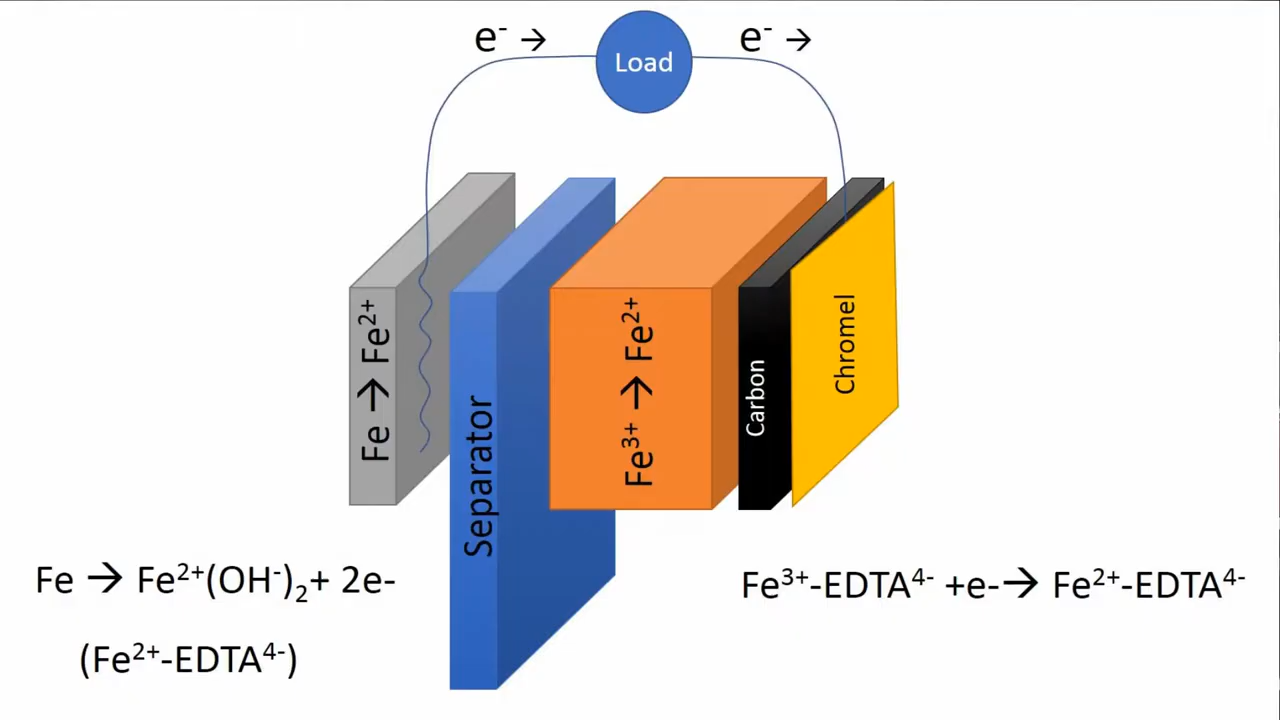 e⁻ → Load e⁻ →
Fe → Fe²⁺
Separator
Fe³⁺ → Fe²⁺
Carbon
Chromel
Fe → Fe²⁺(OH⁻)₂+ 2e-
(Fe²⁺-EDTA⁴⁻)
Fe³⁺-EDTA⁴⁻ +e-→ Fe²⁺-EDTA⁴⁻